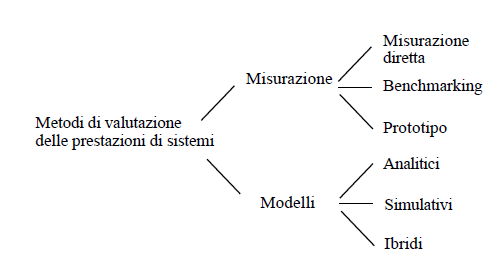 Misurazione
diretta
Misurazione
Benchmarking
Metodi di valutazione
delle prestazioni di sistemi
Prototipo
Analitici
Modelli
Simulativi
Ibridi